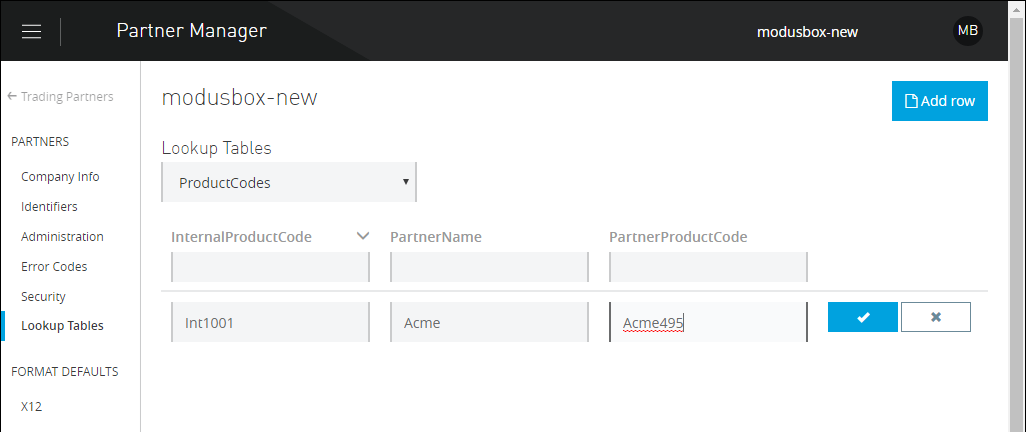 Partner Manager
modusbox-new
MB
Trading Partners
PARTNERS
Company Info
Identifiers
Administration
Error Codes
Security
Lookup Tables
FORMAT DEFAULTS
X12
modusbox-new
Add row
Lookup Tables
ProductCodes
InternalProductCode PartnerName PartnerProductCode
Int1001 Acme Acme495